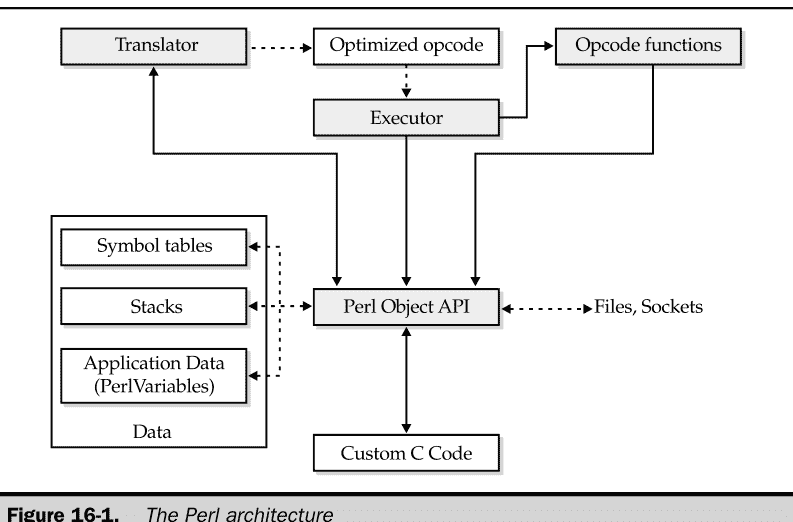 Translator
Optimized opcode
Opcode functions
Executor
Symbol tables
Stacks
Perl Object API
Files, Sockets
Application Data
(PerlVariables)
Data
Custom C Code
Figure 16-1. The Perl architecture